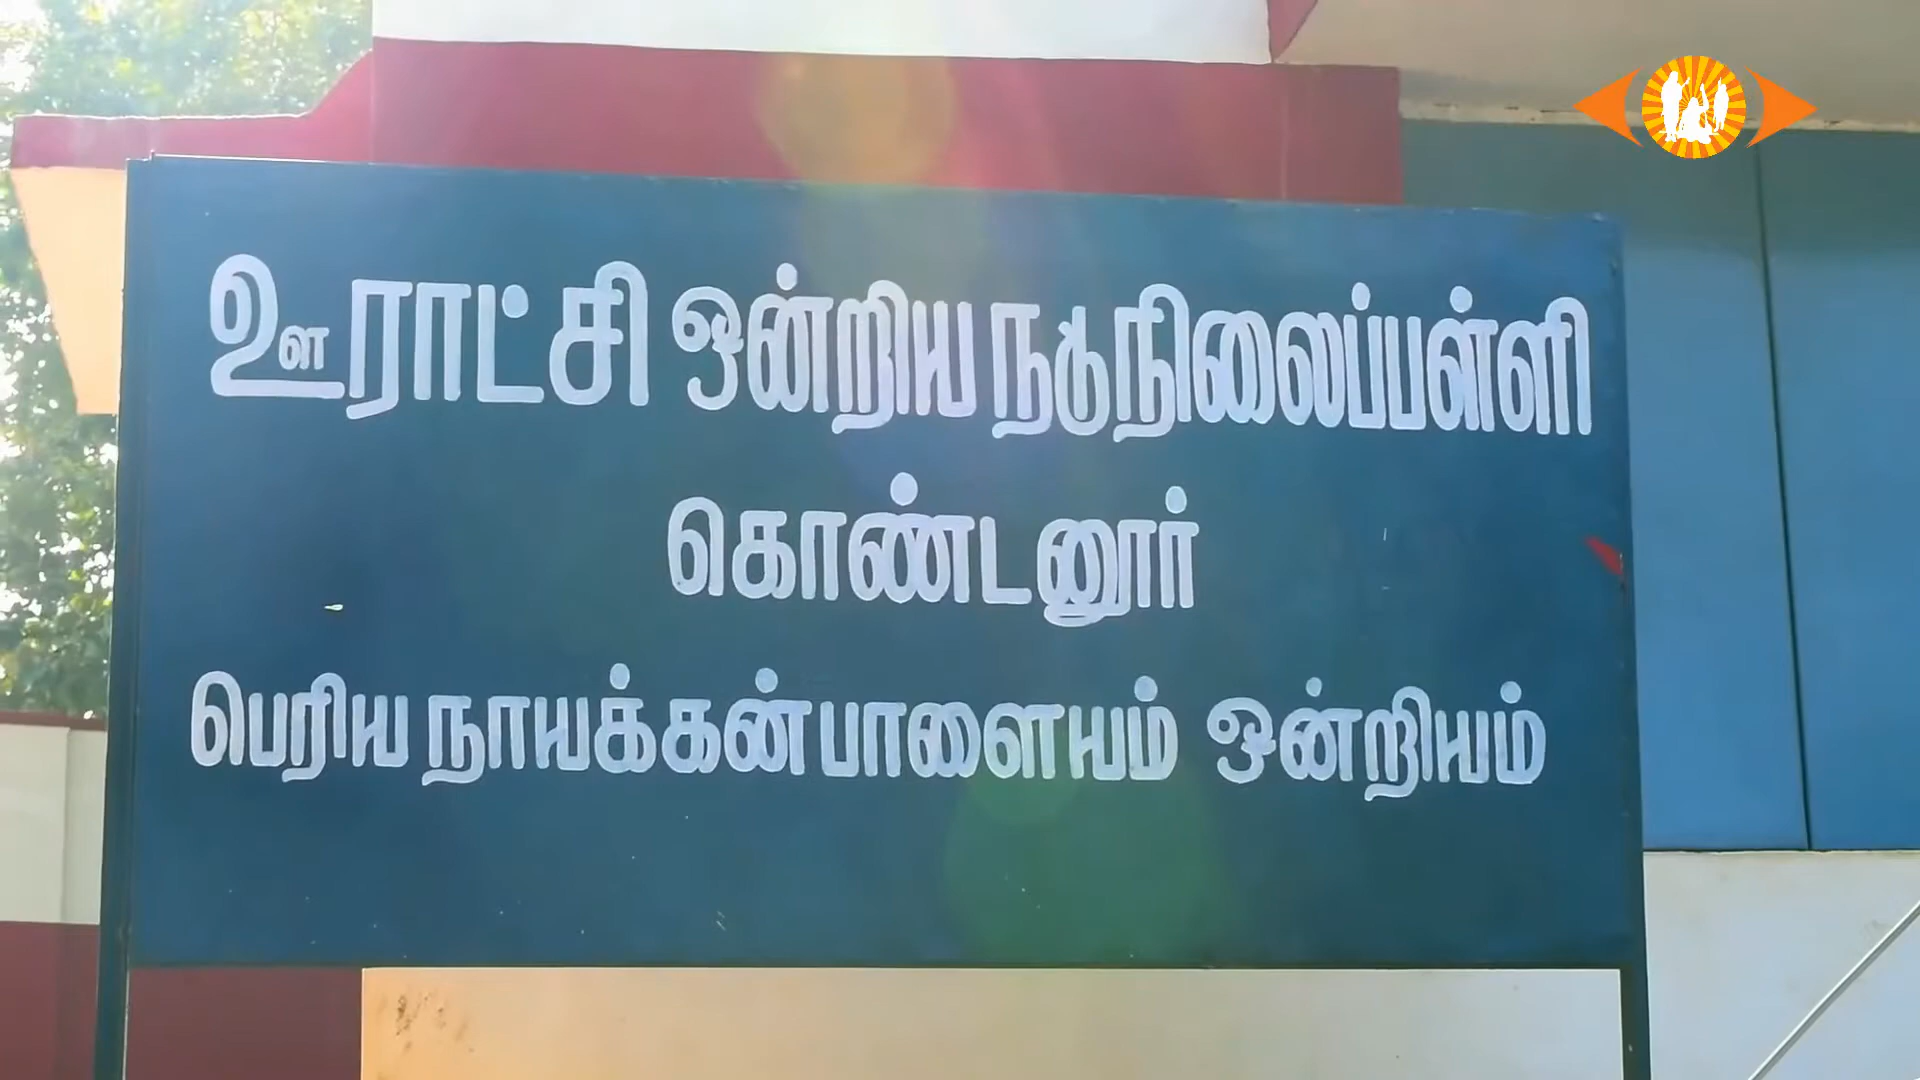 ஊராட்சி ஒன்றிய நடுநிலைப்பள்ளி
கொண்டனூர்
பெரிய நாயக்கன்பாளையம் ஒன்றியம்